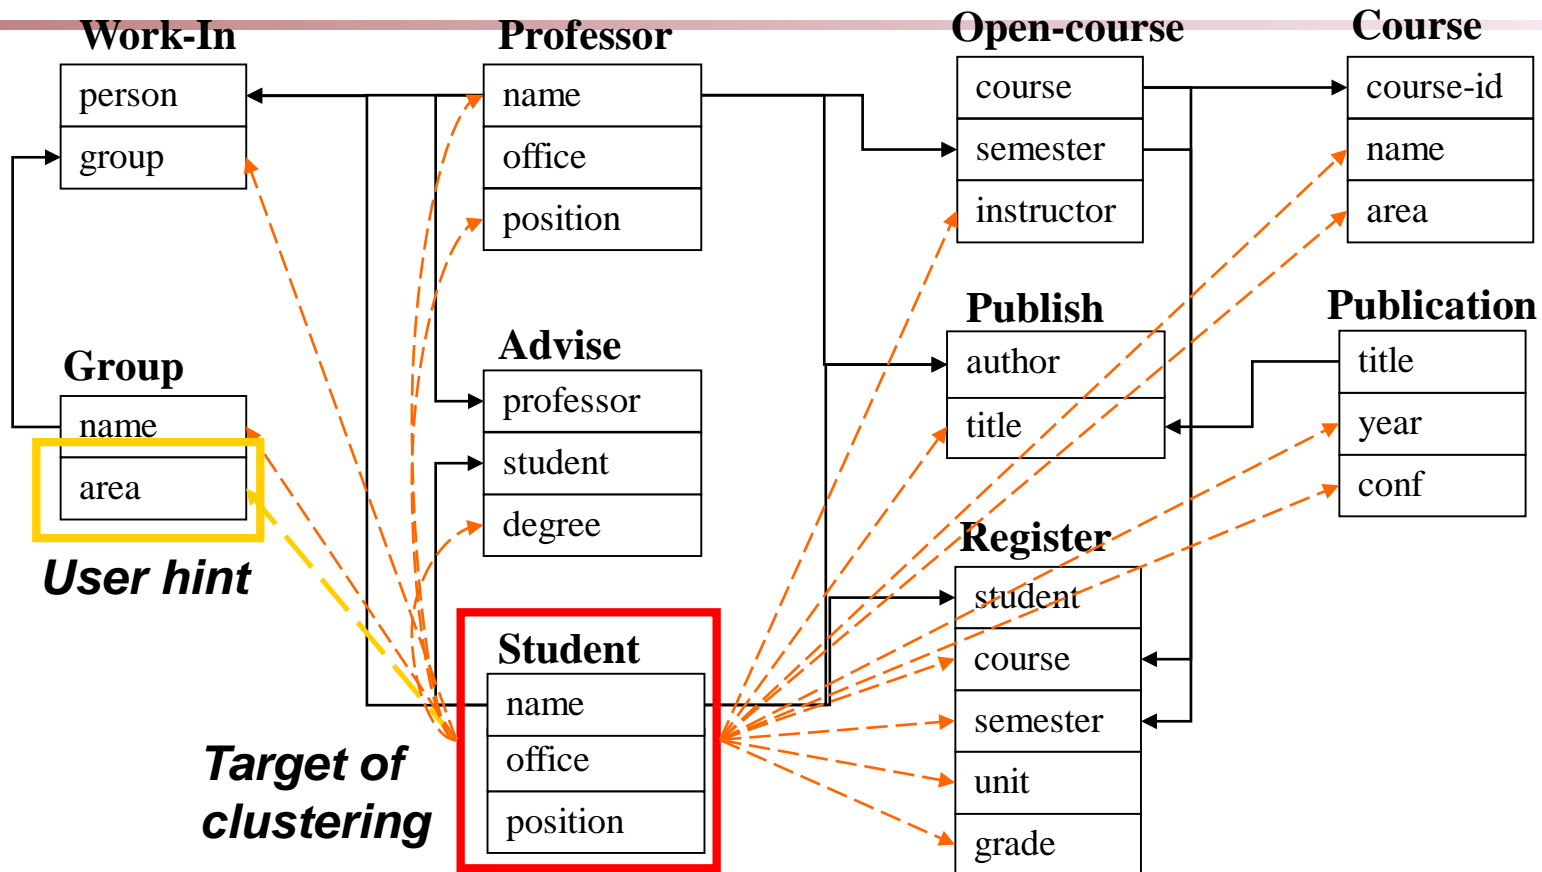 Work-In
person
group
Professor
name
office
position
Open-course
course
semester
instructor
Course
course-id
name
area
Group
name
area
User hint
Advise
professor
student
degree
Publish
author
title
Publication
title
year
conf
Target of
clustering
Student
name
office
position
Register
student
course
semester
unit
grade